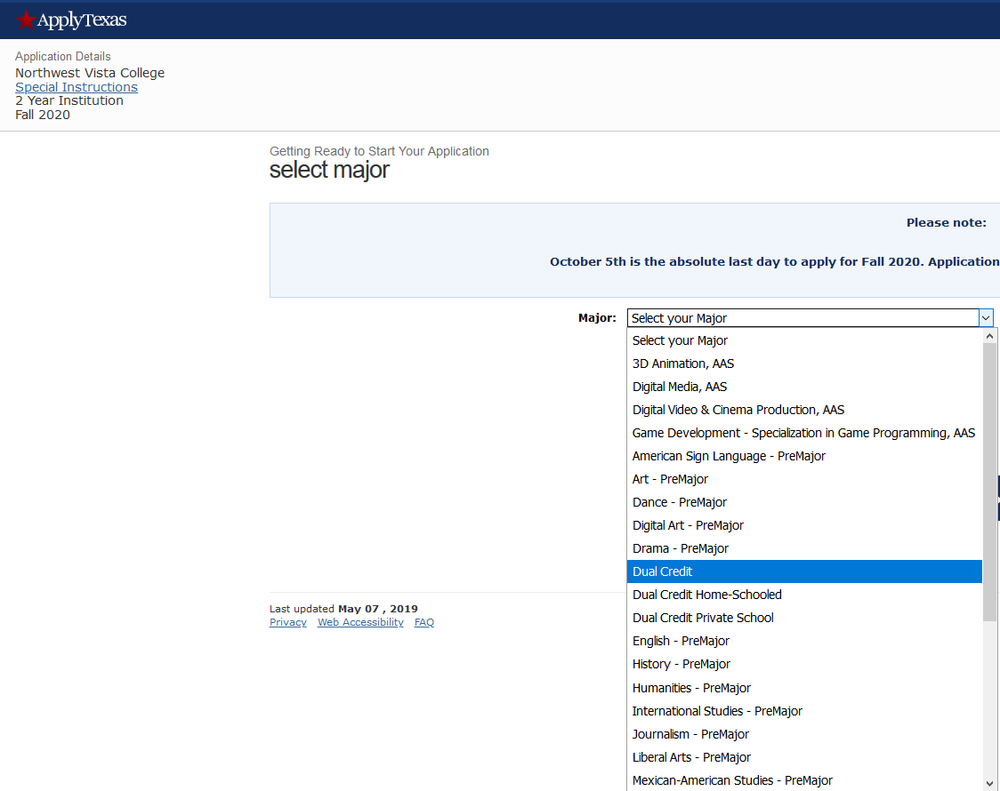 ApplyTexas
Application Details
Northwest Vista College
Special Instructions
2 Year Institution
Fall 2020
Getting Ready to Start Your Application
select major
Please note:
October 5th is the absolute last day to apply for Fall 2020. Application
Major: Select your Major
Select your Major
3D Animation, AAS
Digital Media, AAS
Digital Video & Cinema Production, AAS
Game Development - Specialization in Game Programming, AAS
American Sign Language - PreMajor
Art - PreMajor
Dance - PreMajor
Digital Art - PreMajor
Drama - PreMajor
Dual Credit
Dual Credit Home-Schooled
Dual Credit Private School
English - PreMajor
History - PreMajor
Humanities - PreMajor
International Studies - PreMajor
Journalism - PreMajor
Liberal Arts - PreMajor
Mexican-American Studies - PreMajor
Last updated May 07 , 2019
Privacy Web Accessibility FAQ